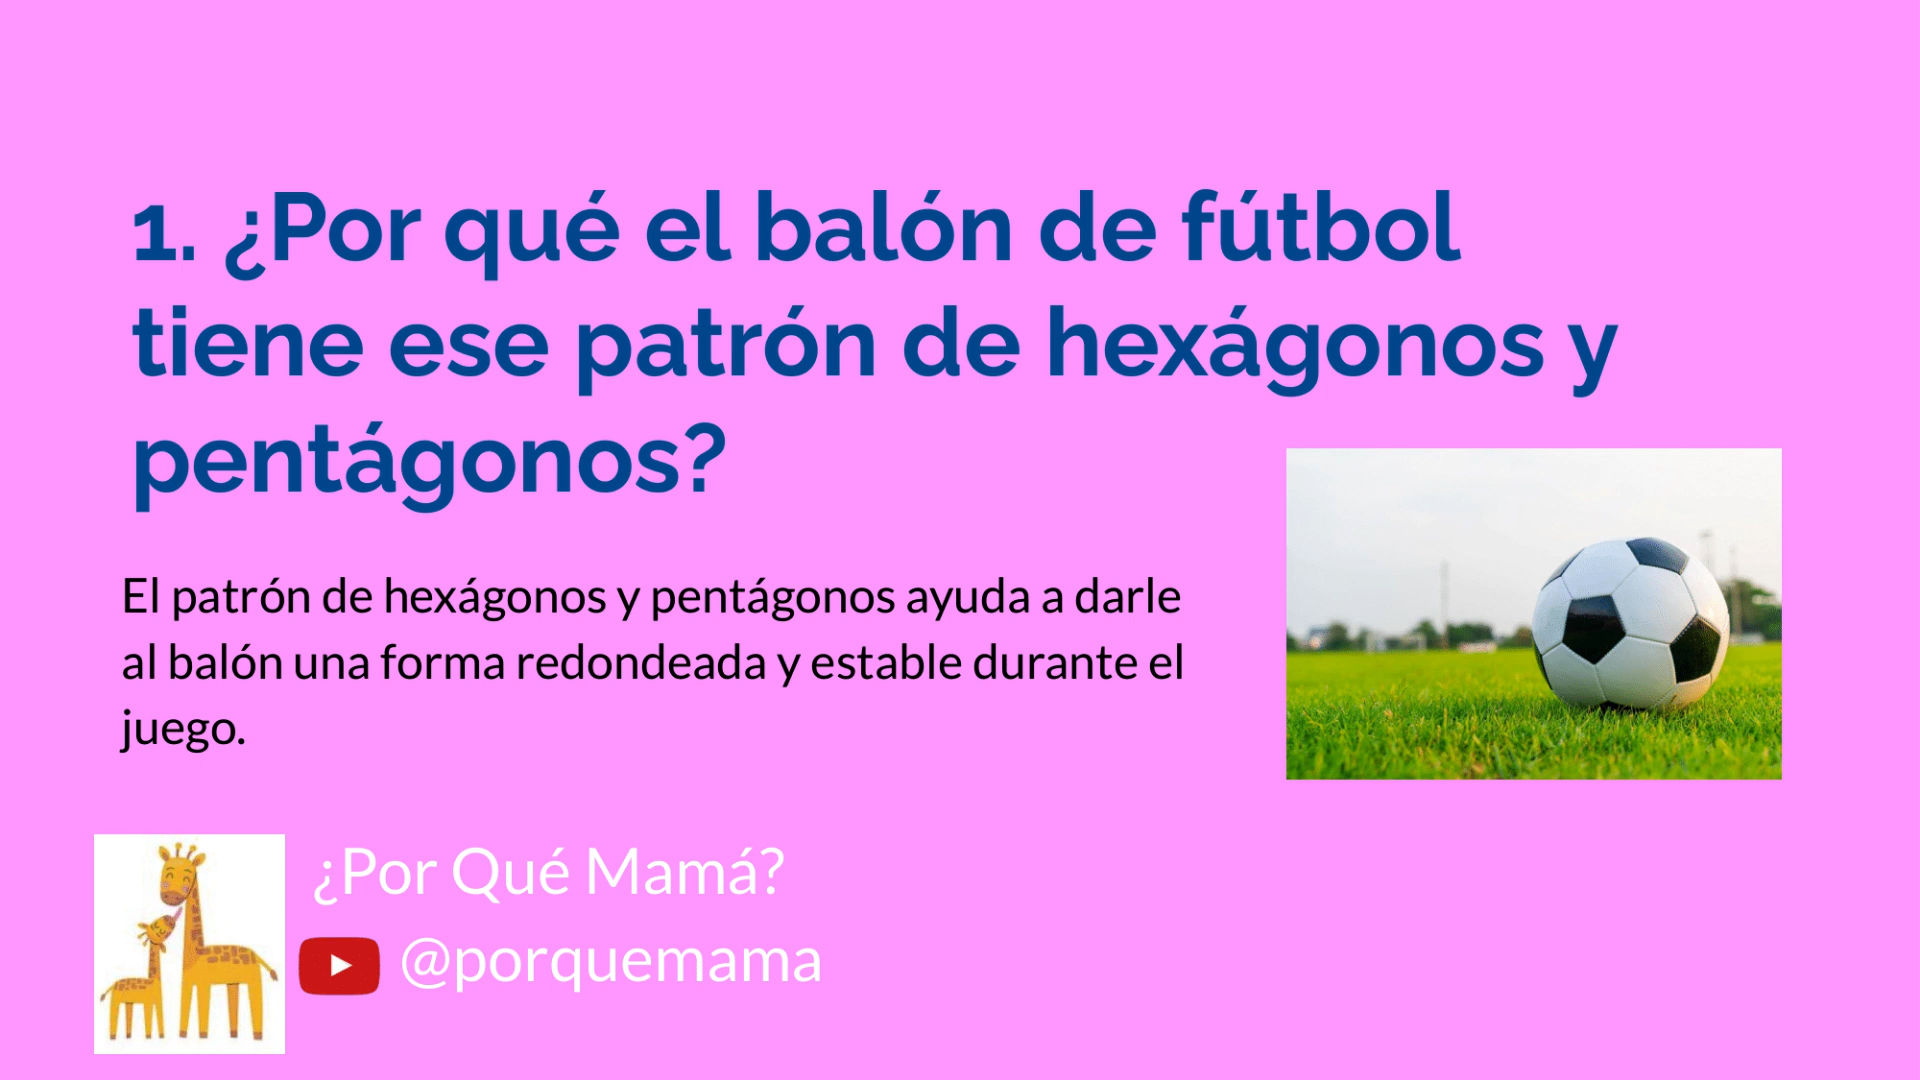 1. ¿Por qué el balón de fútbol
tiene ese patrón de hexágonos y
pentágonos?
El patrón de hexágonos y pentágonos ayuda a darle
al balón una forma redondeada y estable durante el
juego.
¿Por Qué Mamá?
@porquemama